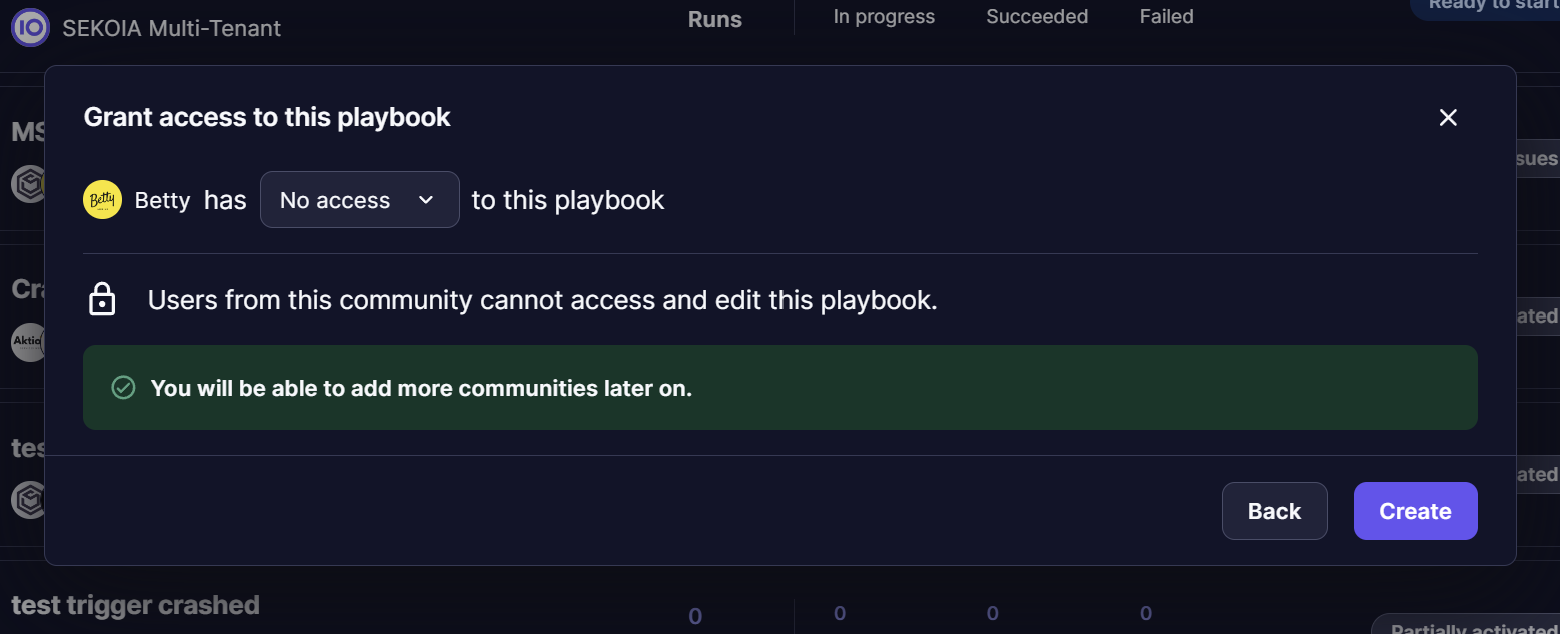 SEKOIA Multi-Tenant
Runs
In progress
Succeeded
Failed
Ready to start
Grant access to this playbook
MS
sues
Betty
Betty has No access to this playbook
Cra
Users from this community cannot access and edit this playbook.
ated
Aktio
You will be able to add more communities later on.
tes
ated
Back
Create
test trigger crashed
0
0
0
0
Partially activated